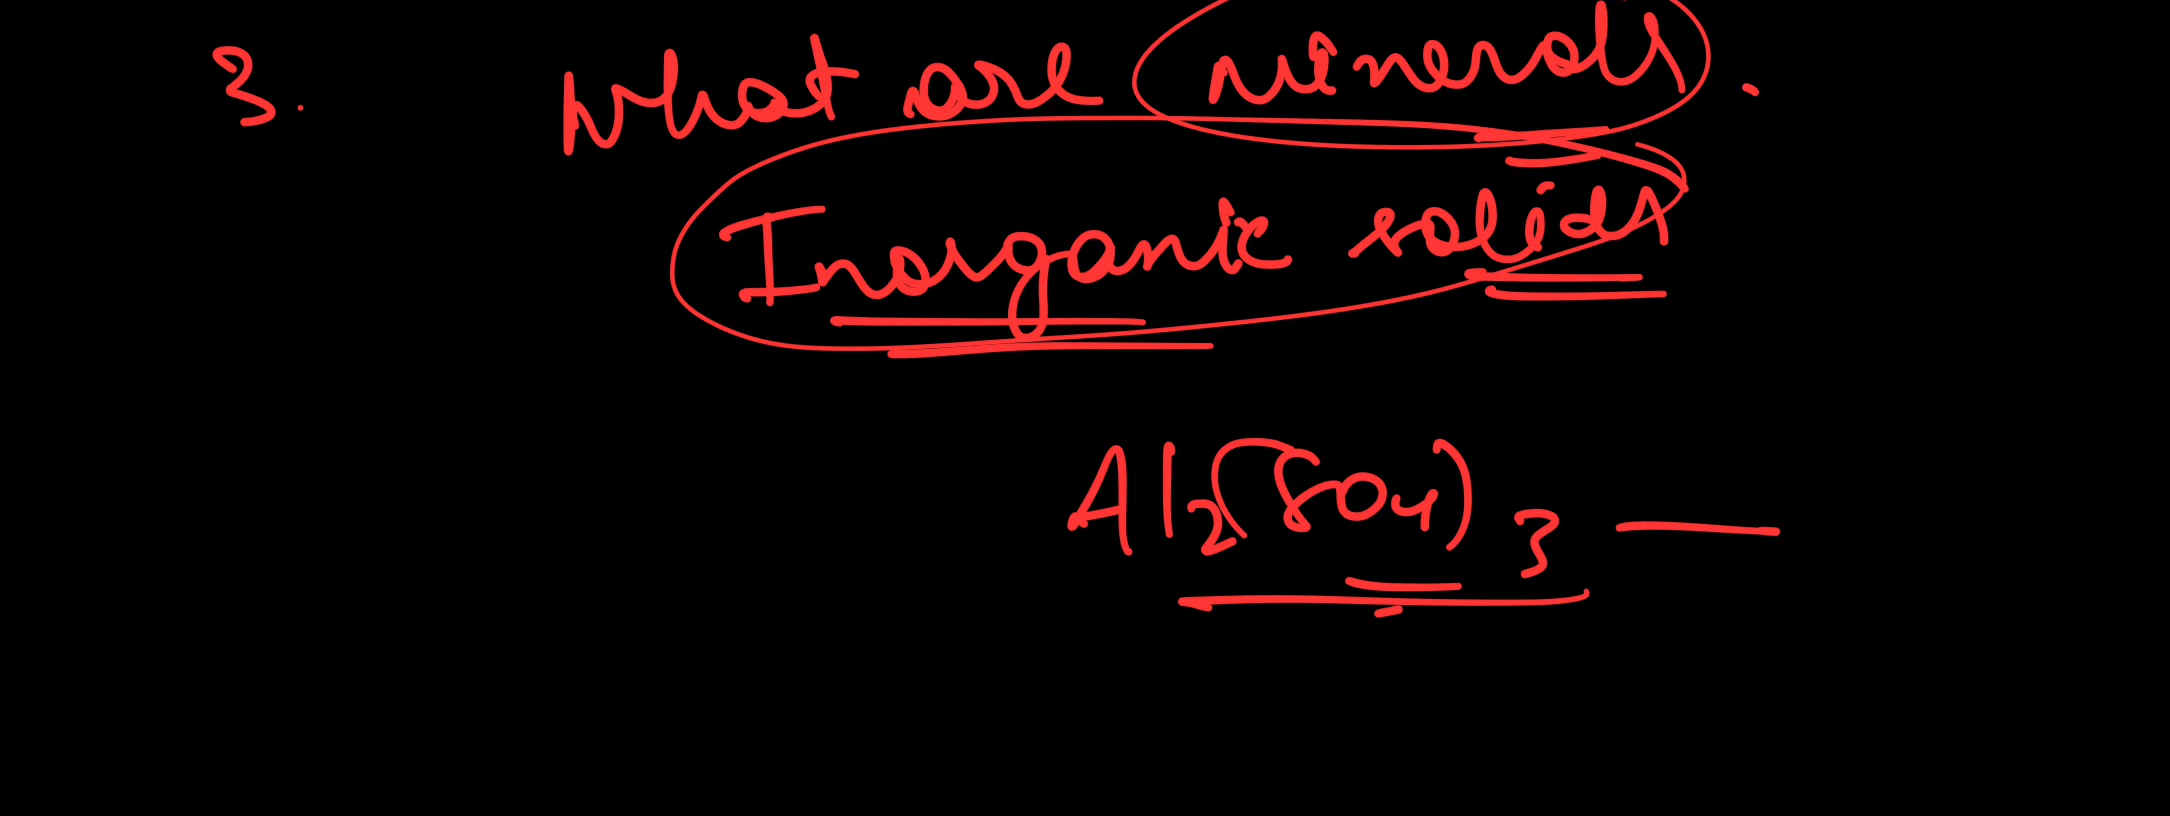 3. What are minerals.
Inorganic solids
Al₂(SO₄)₃ —